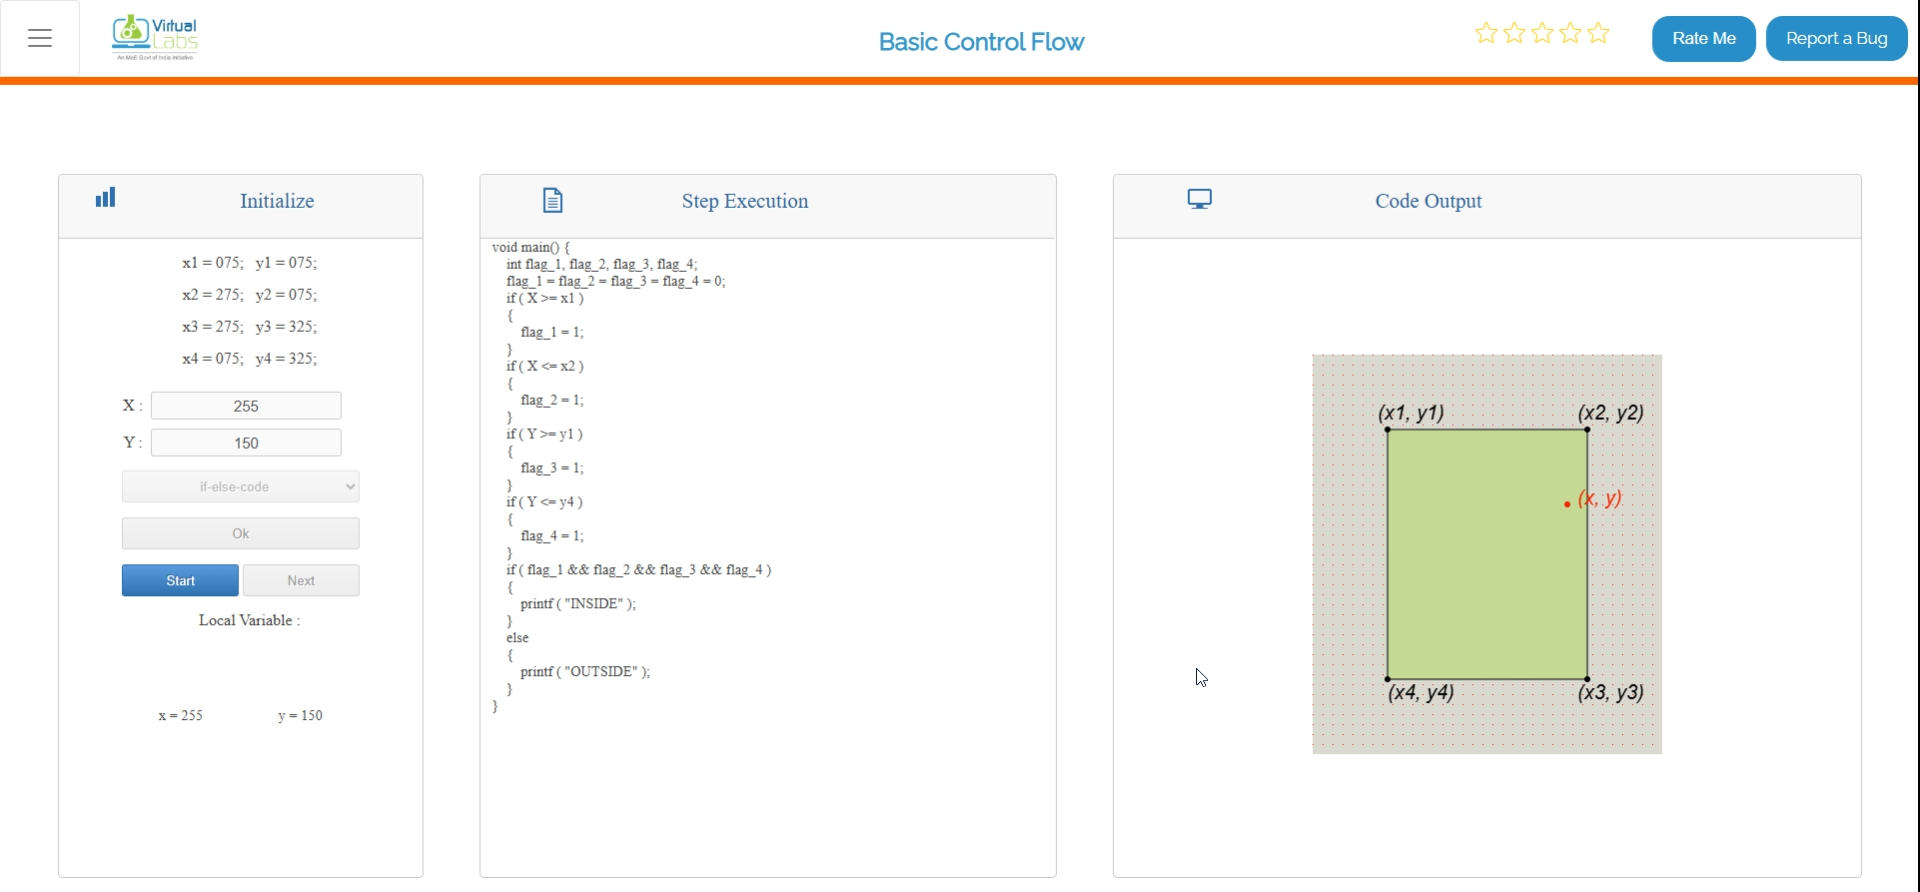 Virtual
Labs
An MoE Govt of India Initiative
Basic Control Flow
Rate Me
Report a Bug
Initialize
x1 = 075; y1 = 075;
x2 = 275; y2 = 075;
x3 = 275; y3 = 325;
x4 = 075; y4 = 325;
X : 255
Y : 150
if-else-code
Ok
Start Next
Local Variable :
x = 255 y = 150
Step Execution
void main() {
int flag_1, flag_2, flag_3, flag_4;
flag_1 = flag_2 = flag_3 = flag_4 = 0;
if ( X >= x1 )
{
flag_1 = 1;
}
if ( X <= x2 )
{
flag_2 = 1;
}
if ( Y >= y1 )
{
flag_3 = 1;
}
if ( Y <= y4 )
{
flag_4 = 1;
}
if ( flag_1 && flag_2 && flag_3 && flag_4 )
{
printf ( "INSIDE" );
}
else
{
printf ( "OUTSIDE" );
}
}
Code Output
(x1, y1) (x2, y2)
(x, y)
(x4, y4) (x3, y3)